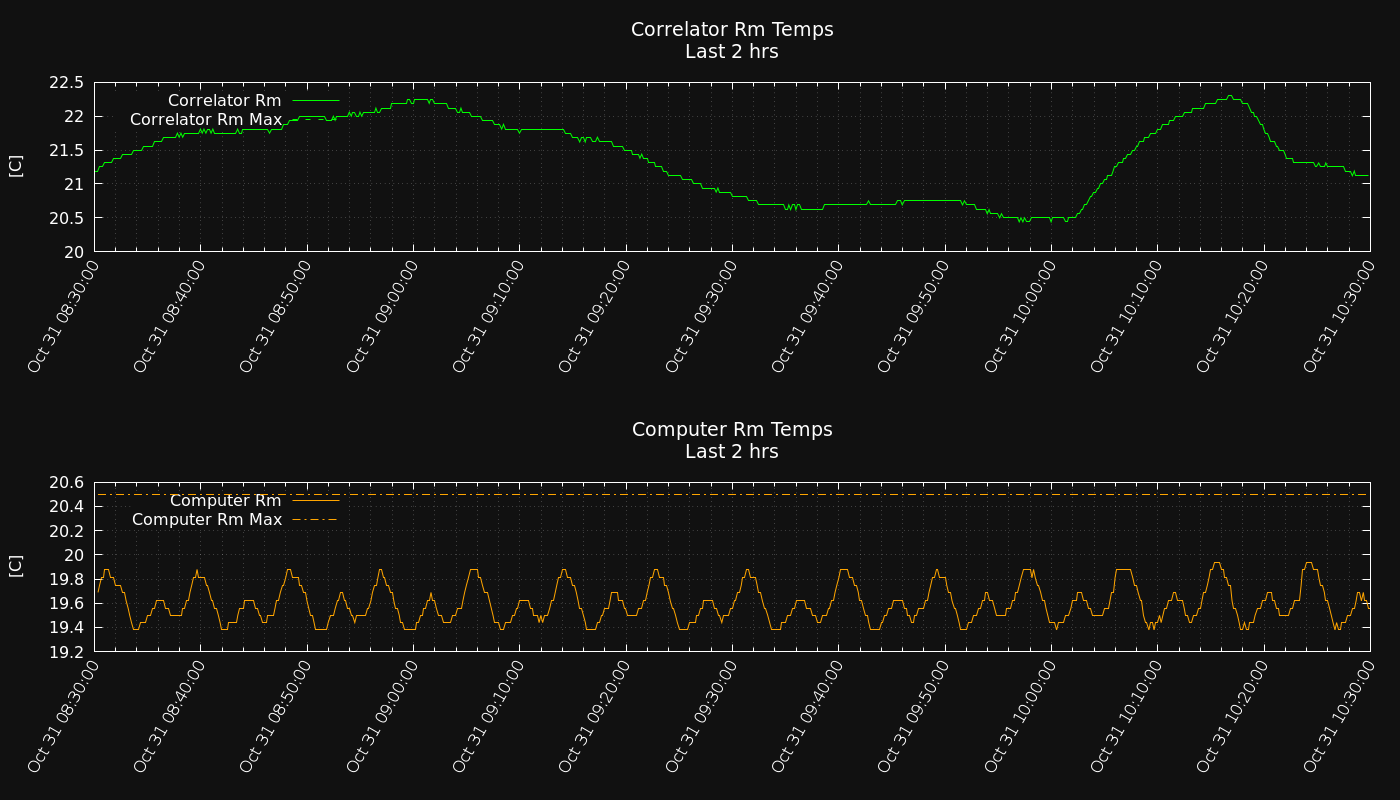 Correlator Rm Temps
Last 2 hrs
22.5
22
21.5
21
20.5
20
[C]
Correlator Rm
Correlator Rm Max
Oct 31 08:30:00
Oct 31 08:40:00
Oct 31 08:50:00
Oct 31 09:00:00
Oct 31 09:10:00
Oct 31 09:20:00
Oct 31 09:30:00
Oct 31 09:40:00
Oct 31 09:50:00
Oct 31 10:00:00
Oct 31 10:10:00
Oct 31 10:20:00
Oct 31 10:30:00
Computer Rm Temps
Last 2 hrs
20.6
20.4
20.2
20
19.8
19.6
19.4
19.2
[C]
Computer Rm
Computer Rm Max
Oct 31 08:30:00
Oct 31 08:40:00
Oct 31 08:50:00
Oct 31 09:00:00
Oct 31 09:10:00
Oct 31 09:20:00
Oct 31 09:30:00
Oct 31 09:40:00
Oct 31 09:50:00
Oct 31 10:00:00
Oct 31 10:10:00
Oct 31 10:20:00
Oct 31 10:30:00